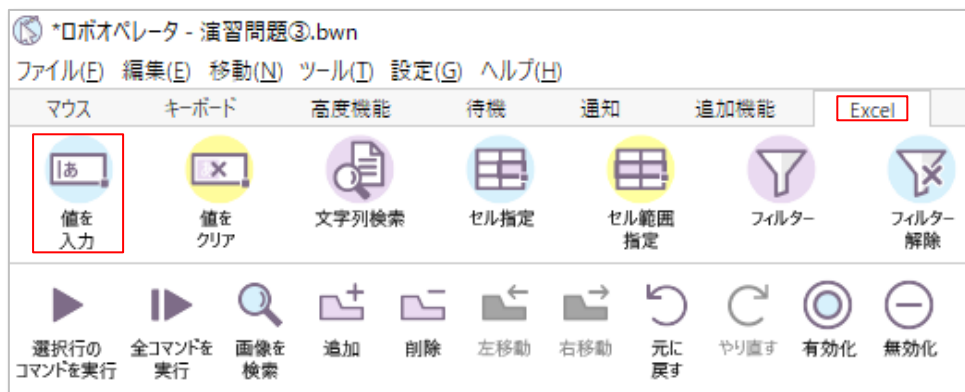 *ロボオペレータ - 演習問題③.bwn
ファイル(F) 編集(E) 移動(N) ツール(T) 設定(G) ヘルプ(H)
マウス キーボード 高度機能 待機 通知 追加機能 Excel
あ
値を入力 値をクリア 文字列検索 セル指定 セル範囲指定 フィルター フィルター解除
選択行のコマンドを実行 全コマンドを実行 画像を検索 追加 削除 左移動 右移動 元に戻す やり直す 有効化 無効化